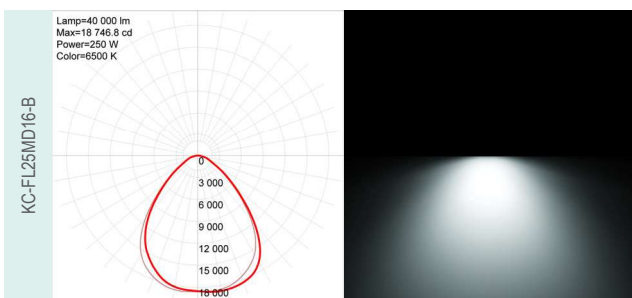 KC-FL25MD16-B
Lamp=40 000 lm
Max=18 746.8 cd
Power=250 W
Color=6500 K
0
3 000
6 000
9 000
12 000
15 000
18 000